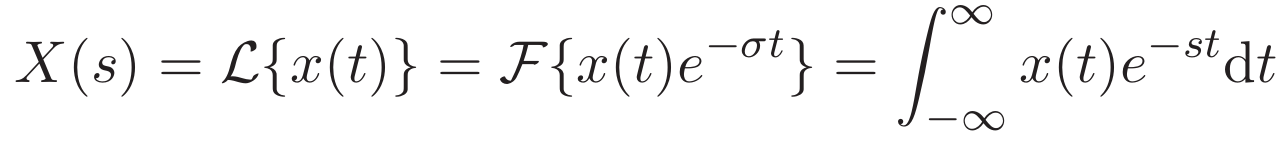 X(s) = ℒ{x(t)} = ℱ{x(t)e^{−σt}} = ∫_{−∞}^{∞} x(t)e^{−st}dt